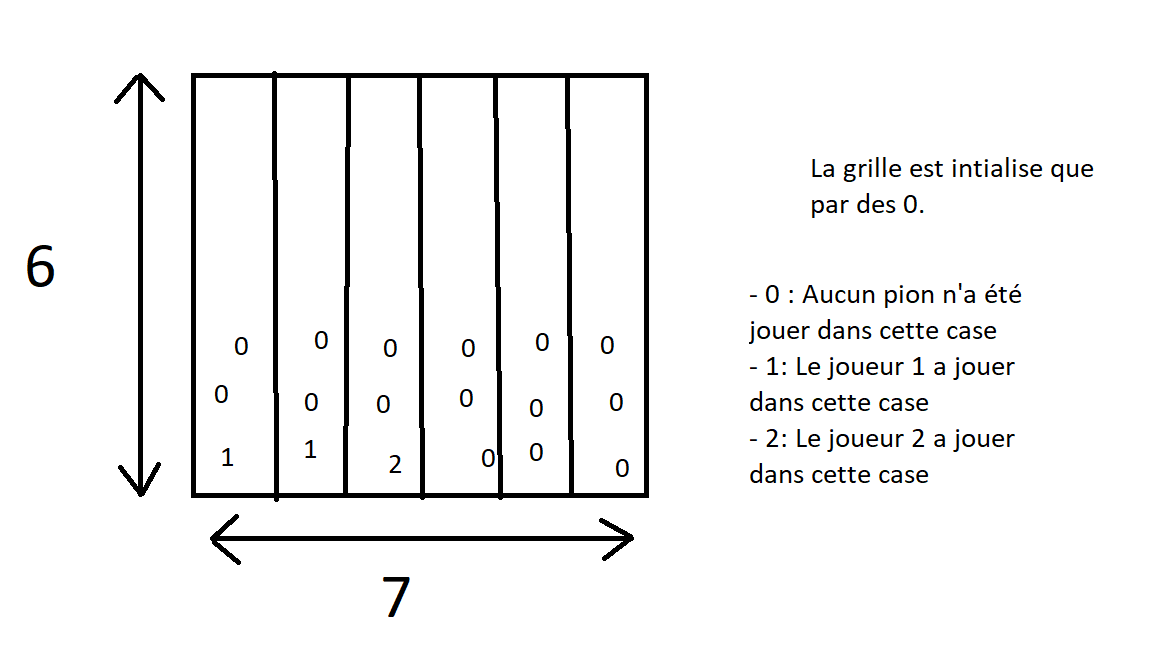 La grille est intialise que
par des 0.
6
- 0 : Aucun pion n'a été
jouer dans cette case
- 1: Le joueur 1 a jouer
dans cette case
- 2: Le joueur 2 a jouer
dans cette case
0 0 0 0 0 0
0 0 0 0 0 0
1 1 2 0 0 0
7